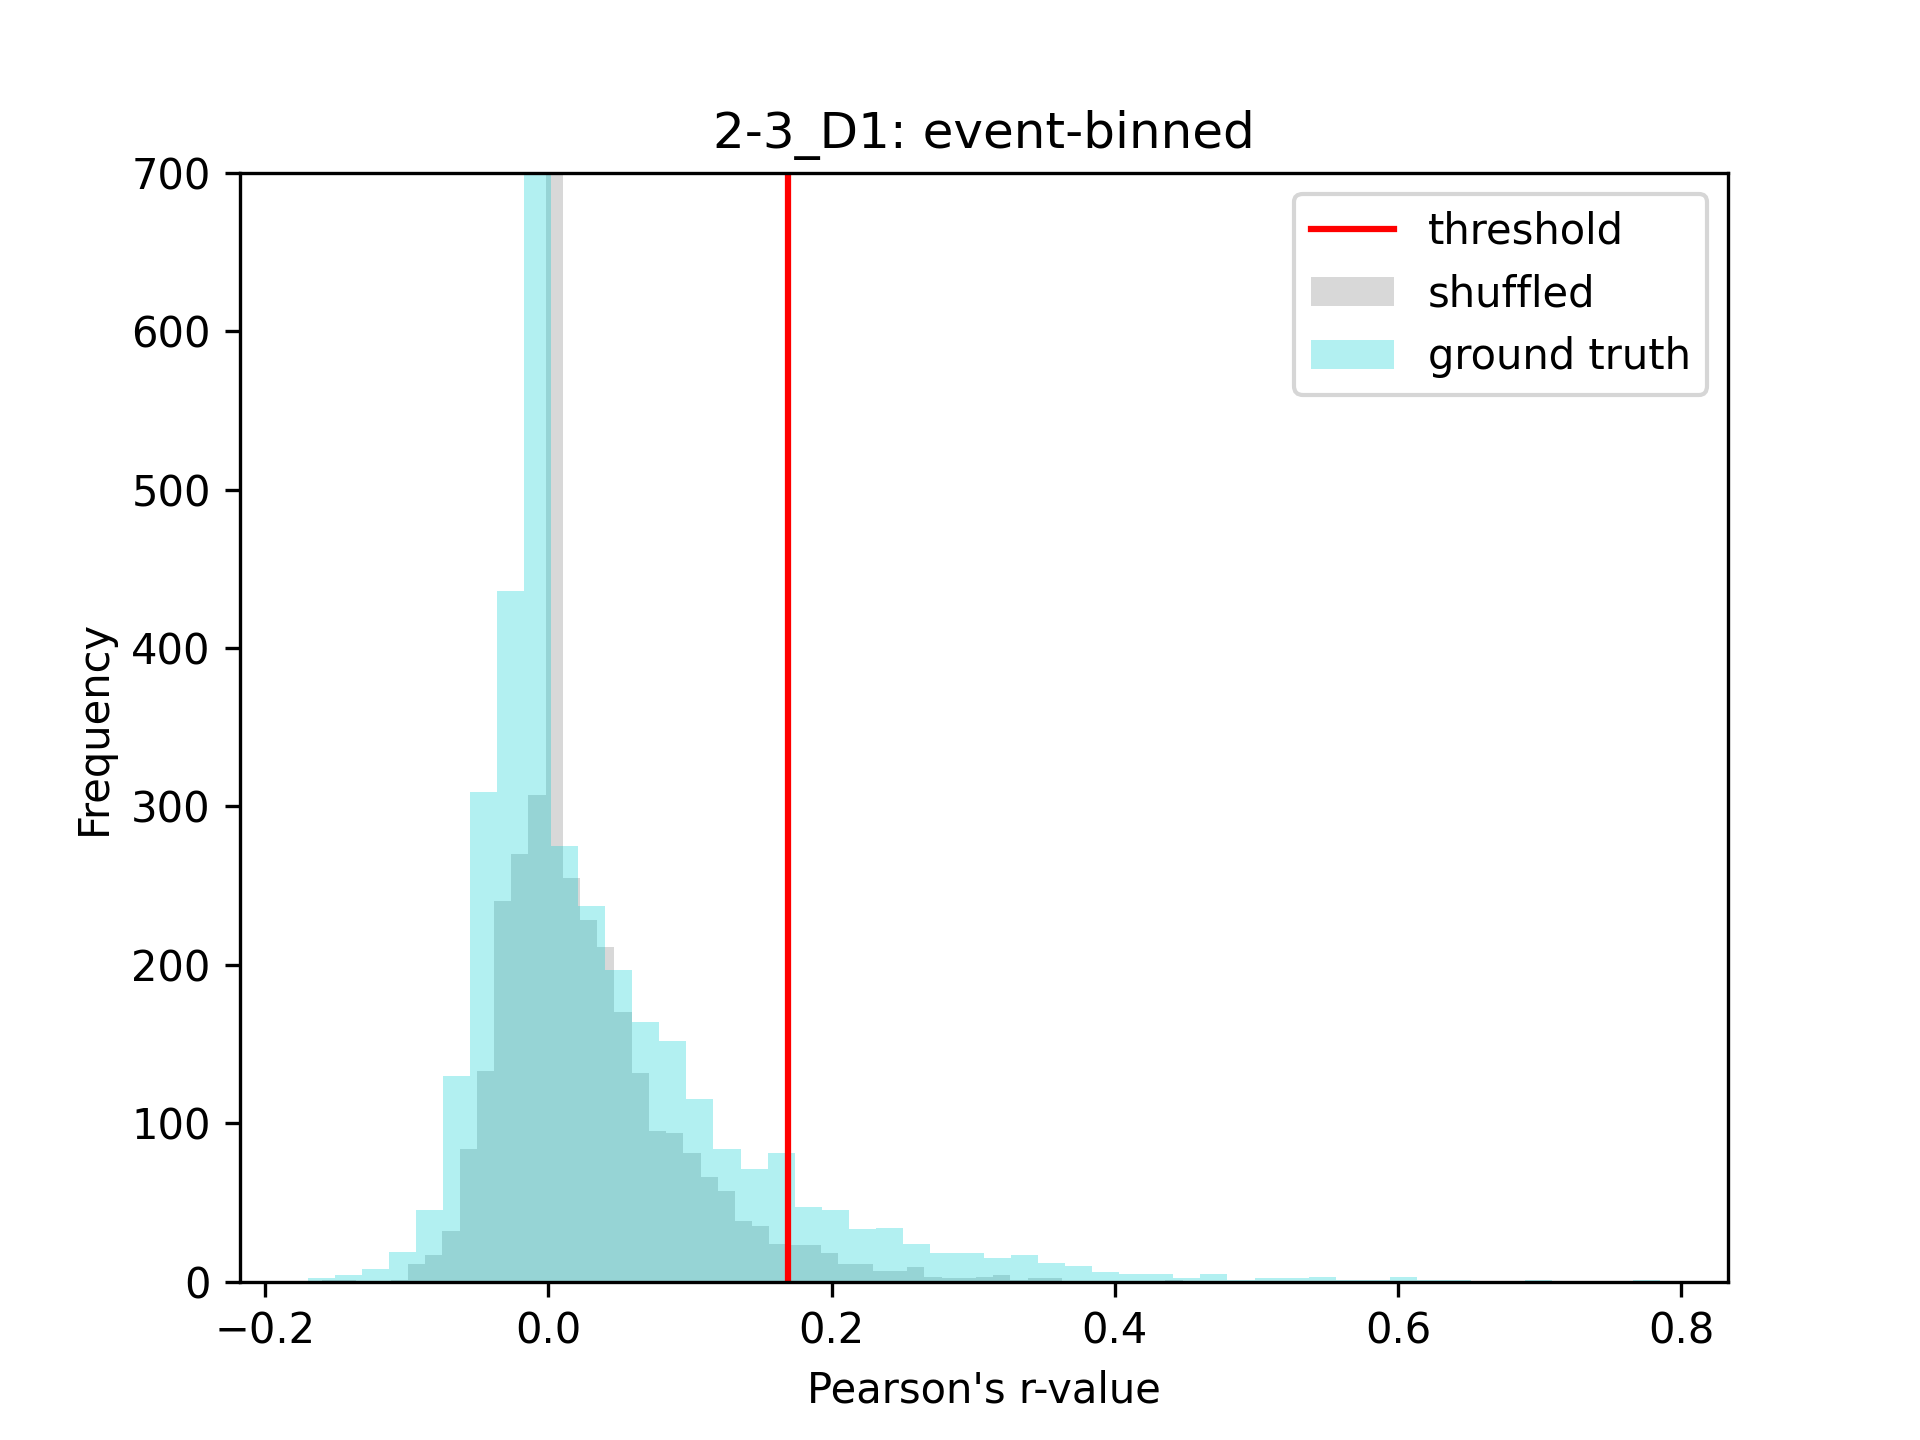 2-3_D1: event-binned
700
600
500
400
300
200
100
0
Frequency
threshold
shuffled
ground truth
−0.2
0.0
0.2
0.4
0.6
0.8
Pearson's r-value